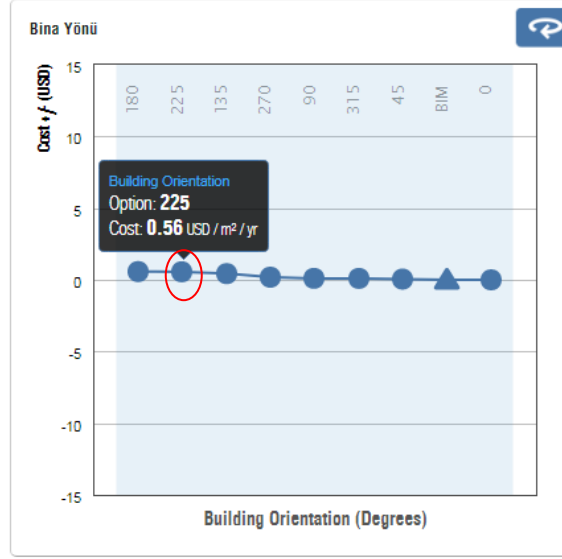 Bina Yönü
Cost ÷ƒ (USD)
15
10
5
0
-5
-10
-15
180
225
135
270
90
315
45
BIM
0
Building Orientation
Option: 225
Cost: 0.56 USD / m² / yr
Building Orientation (Degrees)